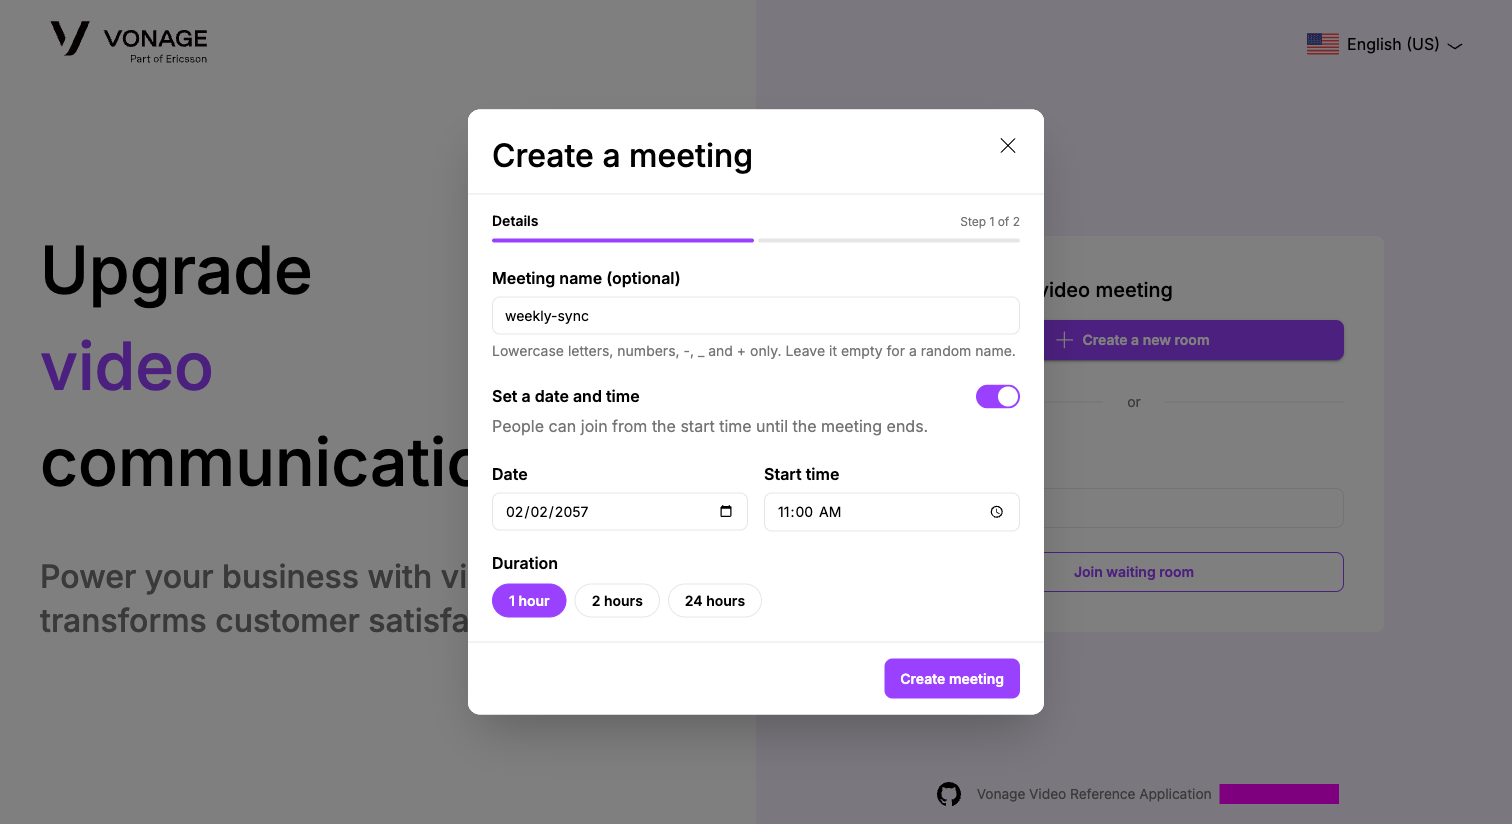 VONAGE
Part of Ericsson
English (US)
Create a meeting
Details
Step 1 of 2
Meeting name (optional)
weekly-sync
Lowercase letters, numbers, -, _ and + only. Leave it empty for a random name.
Set a date and time
People can join from the start time until the meeting ends.
Date
Start time
02/02/2057
11:00 AM
Duration
1 hour
2 hours
24 hours
Create meeting
Upgrade
video
Power your business with
transforms customer
video meeting
Create a new room
or
Join waiting room
Vonage Video Reference Application